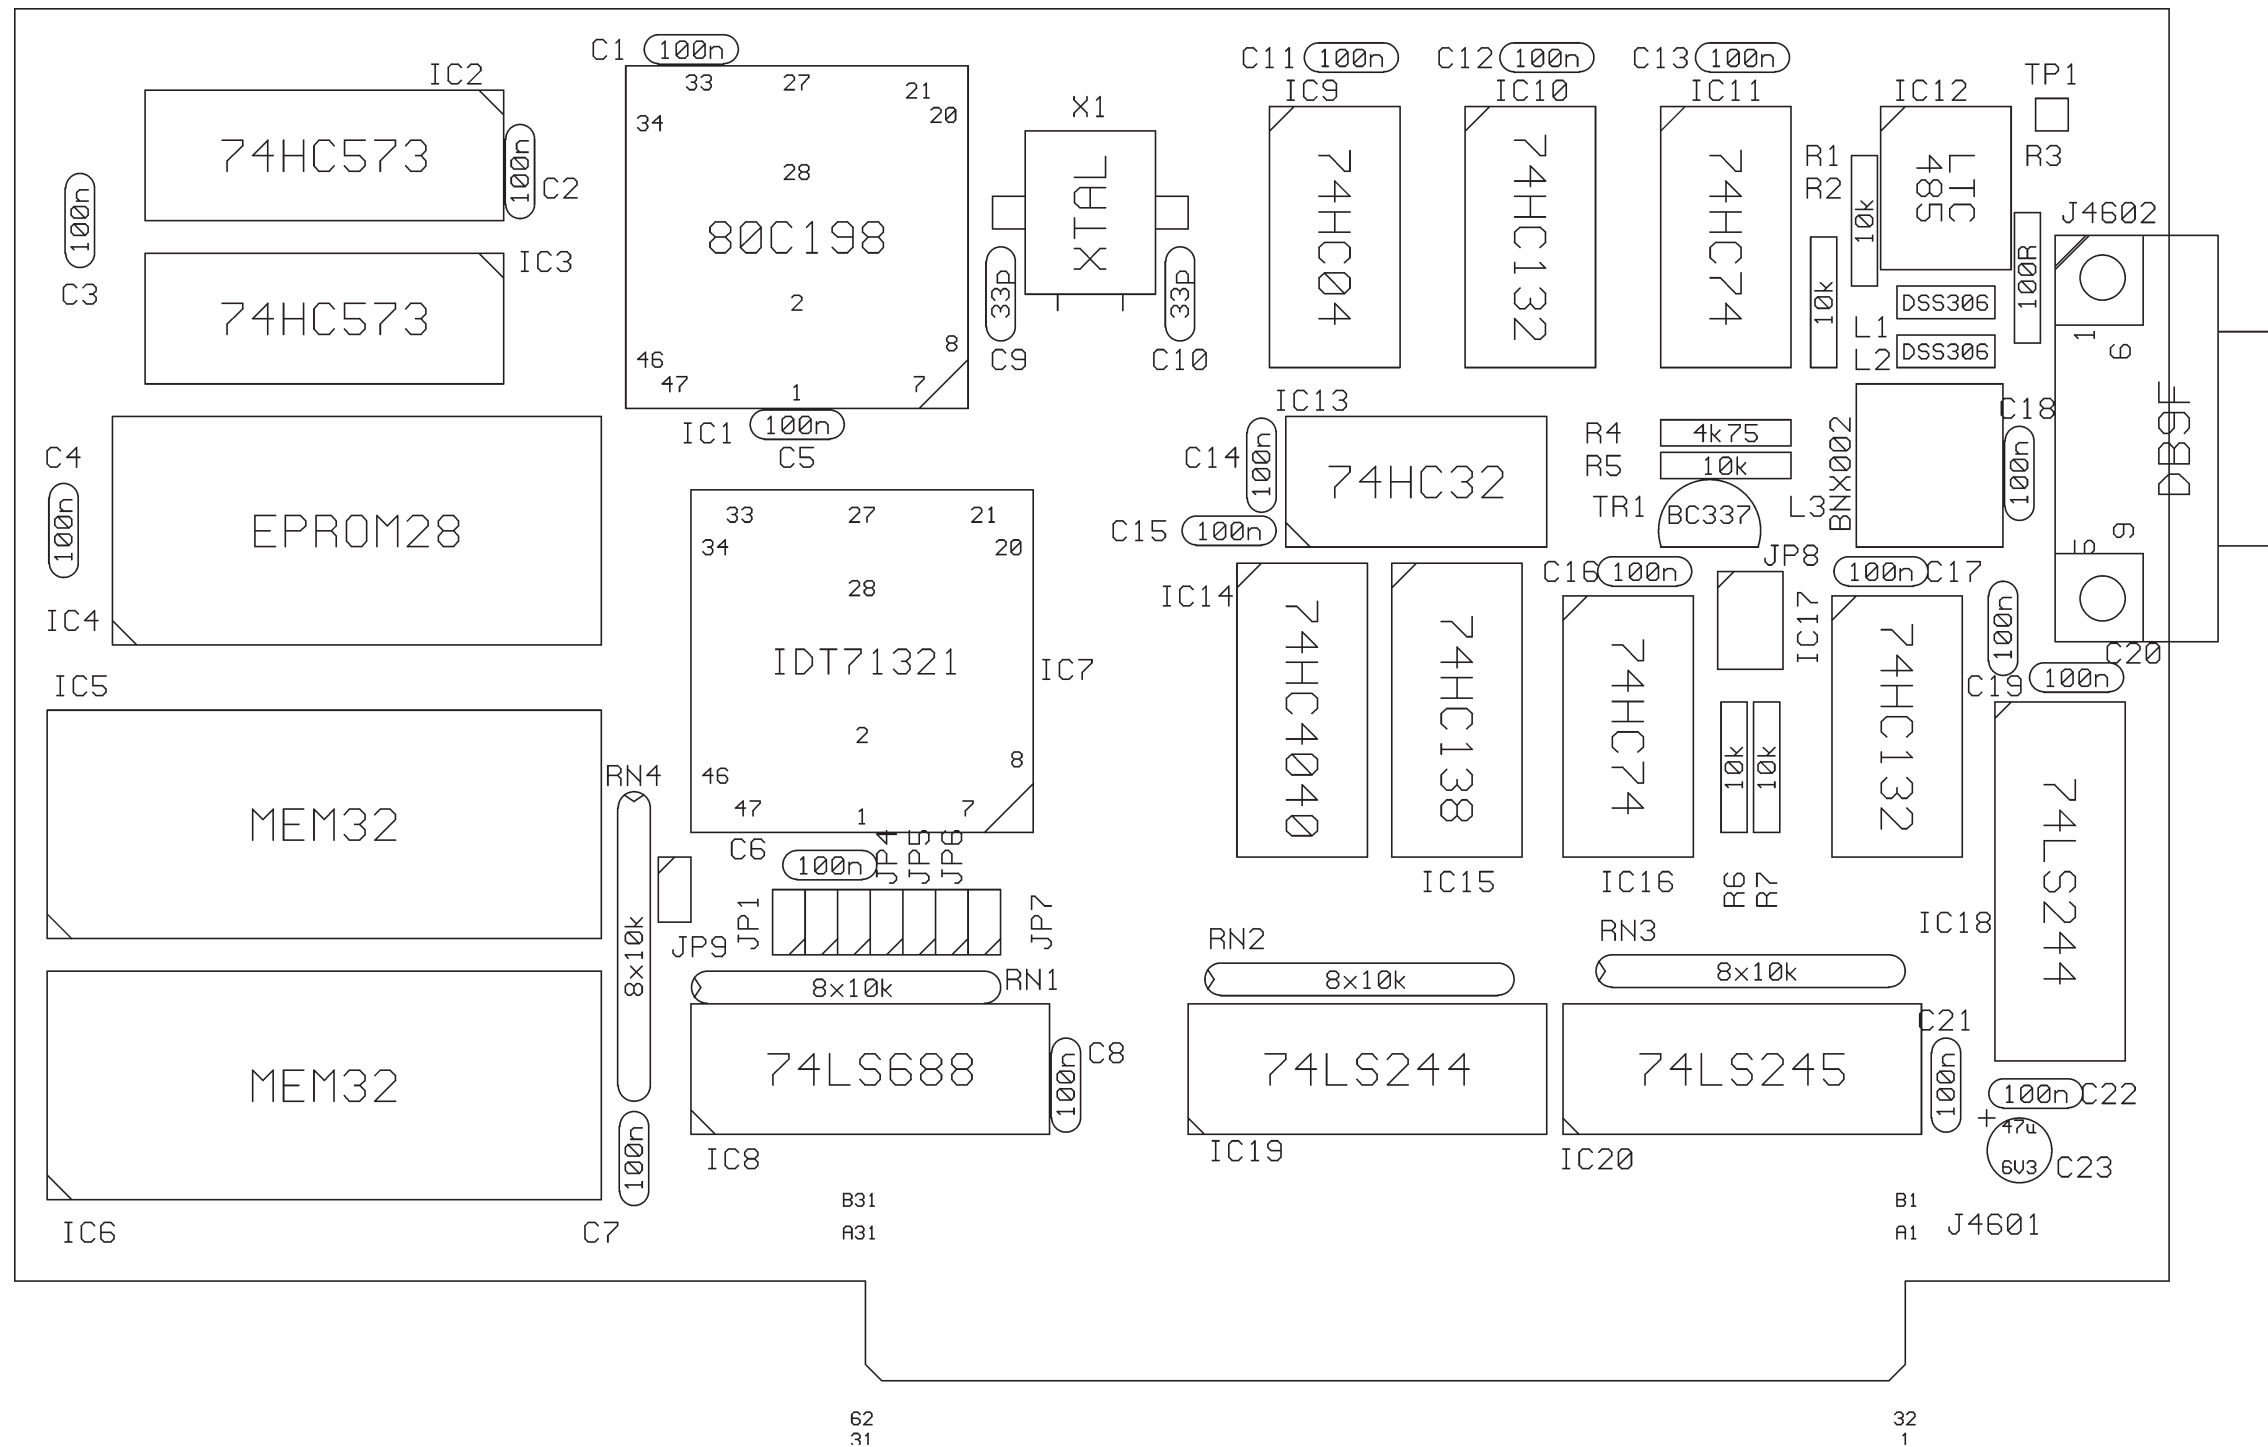 C1 100n
C11 100n
C12 100n
C13 100n
IC2
IC9
IC10
IC11
IC12
TP1
33 27 21
20
34
X1
74HC573
100n
C2
28
80C198
2
46
47
1
7
8
XTAL
74HC04
74HC132
74HC74
R1
R2
10k
LTC
485
R3
J4602
100n
C3
IC3
74HC573
33p
C9
33p
C10
10k
100R
DSS306
L1
L2
DSS306
1
6
DB9F
9
5
IC1
100n
C5
IC13
C14
100n
74HC32
C15 100n
R4 4k75
R5 10k
TR1
BC337
L3
BNX002
C18
100n
C4
100n
EPROM28
IC4
33 27 21
34 20
28
IDT71321
IC7
2
8
46
47
1
7
IC14
74HC4040
74HC138
C16 100n
JP8
100n C17
74HC74
IC17
74HC132
100n
C19
C20
100n
IC5
MEM32
RN4
8x10k
C6
100n
JP4
JP5
JP6
JP1
JP7
JP9
IC15
IC16
10k
10k
R6
R7
IC18
74LS244
8x10k
RN1
RN2
8x10k
RN3
8x10k
MEM32
74LS688
100n
C8
74LS244
74LS245
C21
100n
100n C22
+
47u
6V3
C23
100n
IC8
IC19
IC20
IC6
C7
B31
A31
B1
A1
J4601
62
31
32
1